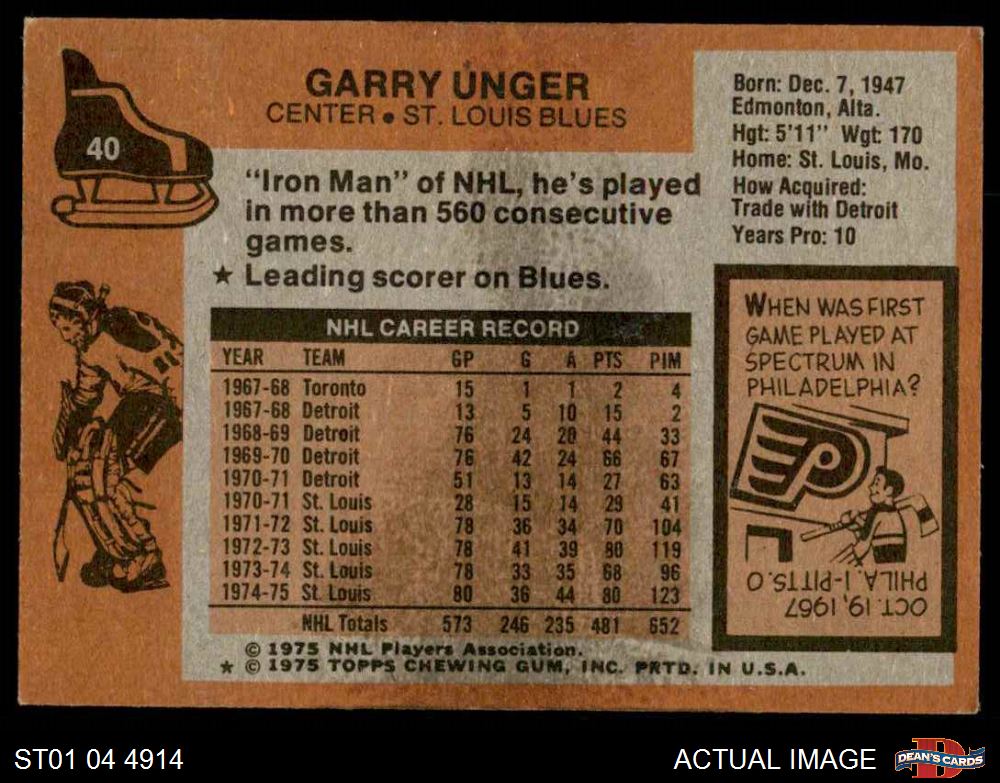 GARRY UNGER
CENTER • ST. LOUIS BLUES
40
"Iron Man" of NHL, he's played
in more than 560 consecutive
games.
★ Leading scorer on Blues.
Born: Dec. 7, 1947
Edmonton, Alta.
Hgt: 5'11" Wgt: 170
Home: St. Louis, Mo.
How Acquired:
Trade with Detroit
Years Pro: 10
NHL CAREER RECORD
YEAR TEAM GP G A PTS PIM
1967-68 Toronto 15 1 1 2 4
1967-68 Detroit 13 5 10 15 2
1968-69 Detroit 76 24 20 44 33
1969-70 Detroit 76 42 24 66 67
1970-71 Detroit 51 13 14 27 63
1970-71 St. Louis 28 15 14 29 41
1971-72 St. Louis 78 36 34 70 104
1972-73 St. Louis 78 41 39 80 119
1973-74 St. Louis 78 33 35 68 96
1974-75 St. Louis 80 36 44 80 123
NHL Totals 573 246 235 481 652
WHEN WAS FIRST
GAME PLAYED AT
SPECTRUM IN
PHILADELPHIA?
P
OCT. 19, 1967
PHILA. 1-PITTS. 0
© 1975 NHL Players Association.
★ © 1975 TOPPS CHEWING GUM, INC. PRTD. IN U.S.A.
ST01 04 4914
ACTUAL IMAGE
D
DEAN'S CARDS